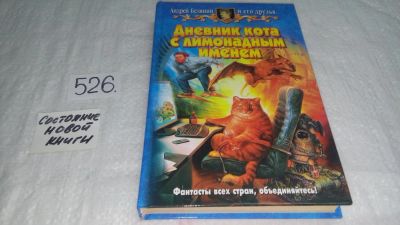 526.
состояние
новой
книги
Андрей Белянин и его друзья
Дневник кота
с лимонадным
именем
Фантасты всех стран, объединяйтесь!